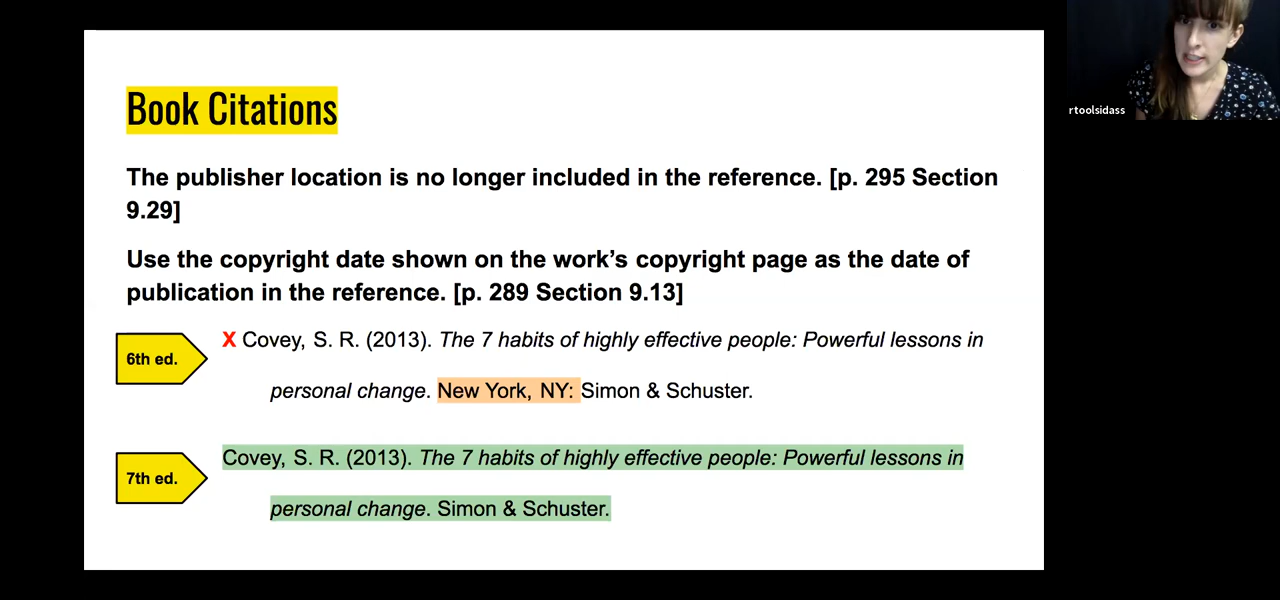 Book Citations
The publisher location is no longer included in the reference. [p. 295 Section
9.29]
Use the copyright date shown on the work’s copyright page as the date of
publication in the reference. [p. 289 Section 9.13]
6th ed.
X Covey, S. R. (2013). The 7 habits of highly effective people: Powerful lessons in
personal change. New York, NY: Simon & Schuster.
7th ed.
Covey, S. R. (2013). The 7 habits of highly effective people: Powerful lessons in
personal change. Simon & Schuster.
rtoolsidass